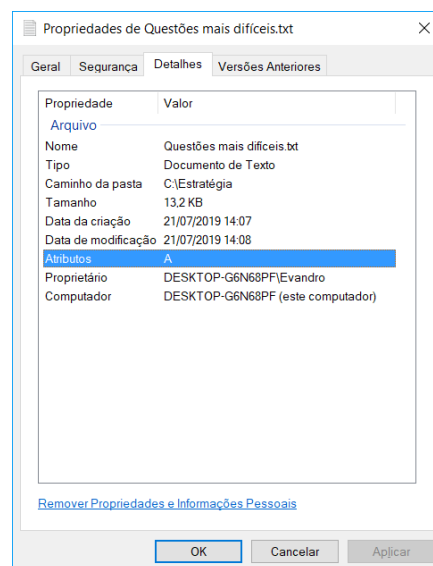 Propriedades de Questões mais difíceis.txt
Geral Segurança Detalhes Versões Anteriores
Propriedade Valor
Arquivo
Nome Questões mais difíceis.txt
Tipo Documento de Texto
Caminho da pasta C:\Estratégia
Tamanho 13,2 KB
Data da criação 21/07/2019 14:07
Data de modificação 21/07/2019 14:08
Atributos A
Proprietário DESKTOP-G6N68PF\Evandro
Computador DESKTOP-G6N68PF (este computador)
Remover Propriedades e Informações Pessoais
OK Cancelar Aplicar